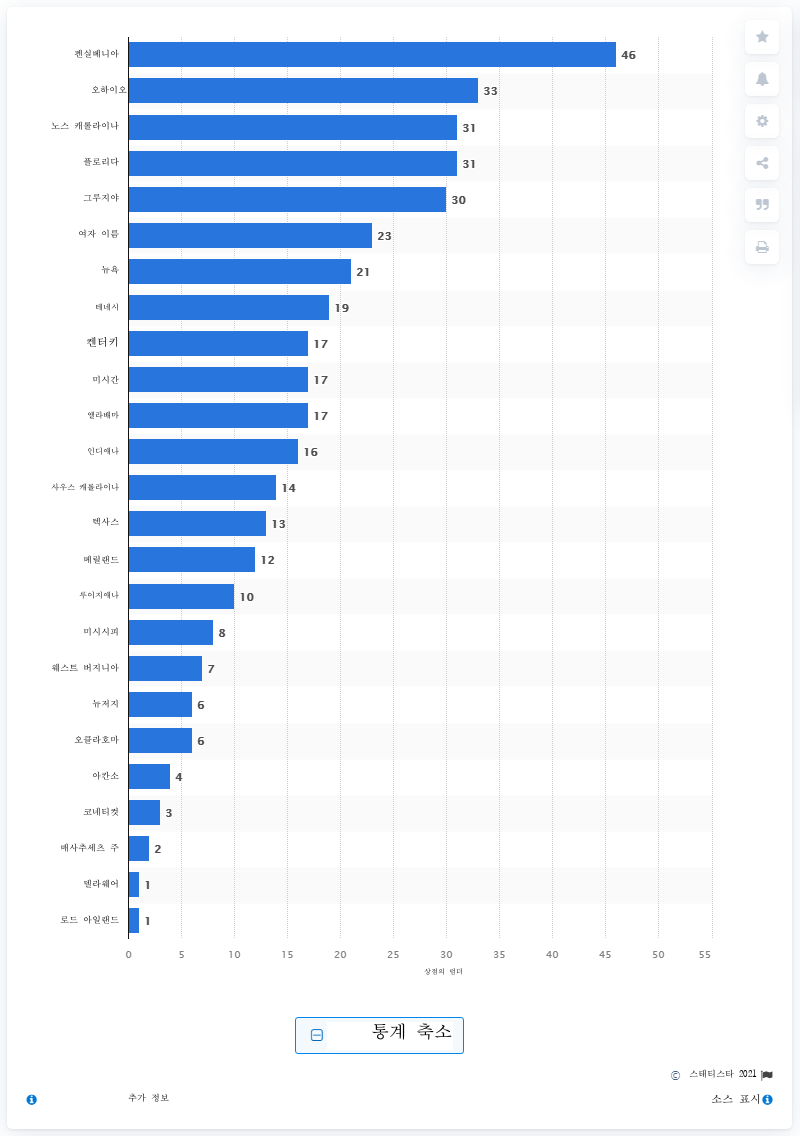 펜실베니아 46
오하이오 33
노스 캐롤라이나 31
플로리다 31
그루지야 30
여자 이름 23
뉴욕 21
테네시 19
켄터키 17
미시간 17
앨라배마 17
인디애나 16
사우스 캐롤라이나 14
텍사스 13
메릴랜드 12
루이지애나 10
미시시피 8
웨스트 버지니아 7
뉴저지 6
오클라호마 6
아칸소 4
코네티컷 3
매사추세츠 주 2
델라웨어 1
로드 아일랜드 1
0 5 10 15 20 25 30 35 40 45 50 55
상점의 넘더
통계 축소
© 스태티스타 2021
추가 정보
소스 표시